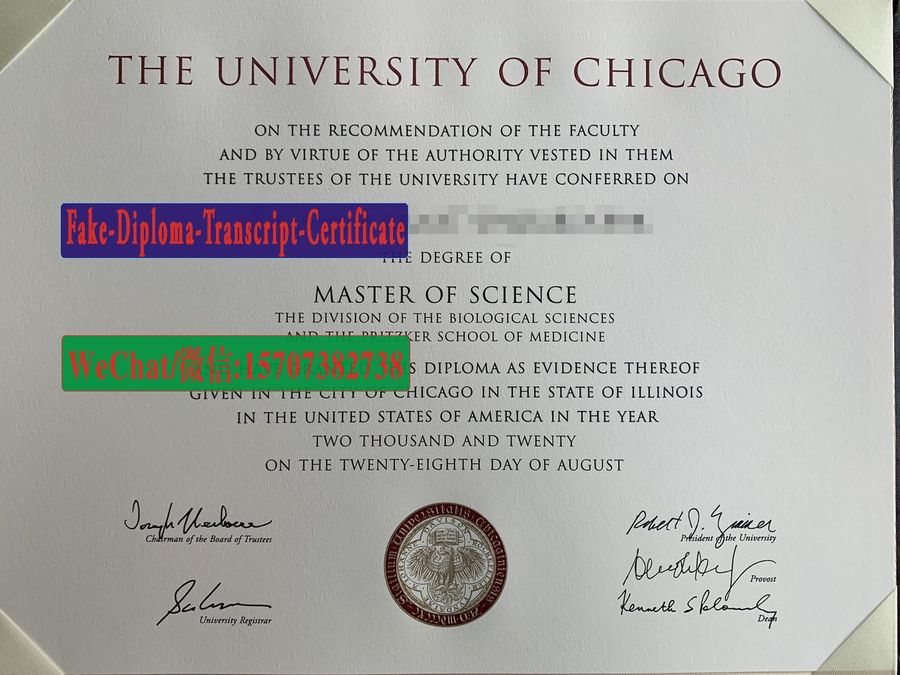 THE UNIVERSITY OF CHICAGO
ON THE RECOMMENDATION OF THE FACULTY
AND BY VIRTUE OF THE AUTHORITY VESTED IN THEM
THE TRUSTEES OF THE UNIVERSITY HAVE CONFERRED ON
Fake-Diploma-Transcript-Certificate
THE DEGREE OF
MASTER OF SCIENCE
THE DIVISION OF THE BIOLOGICAL SCIENCES
AND THE PRITZKER SCHOOL OF MEDICINE
WeChat/微信:15707382738
DIPLOMA AS EVIDENCE THEREOF
GIVEN IN THE CITY OF CHICAGO IN THE STATE OF ILLINOIS
IN THE UNITED STATES OF AMERICA IN THE YEAR
TWO THOUSAND AND TWENTY
ON THE TWENTY-EIGHTH DAY OF AUGUST
Chairman of the Board of Trustees
President of the University
Provost
University Registrar
Dean